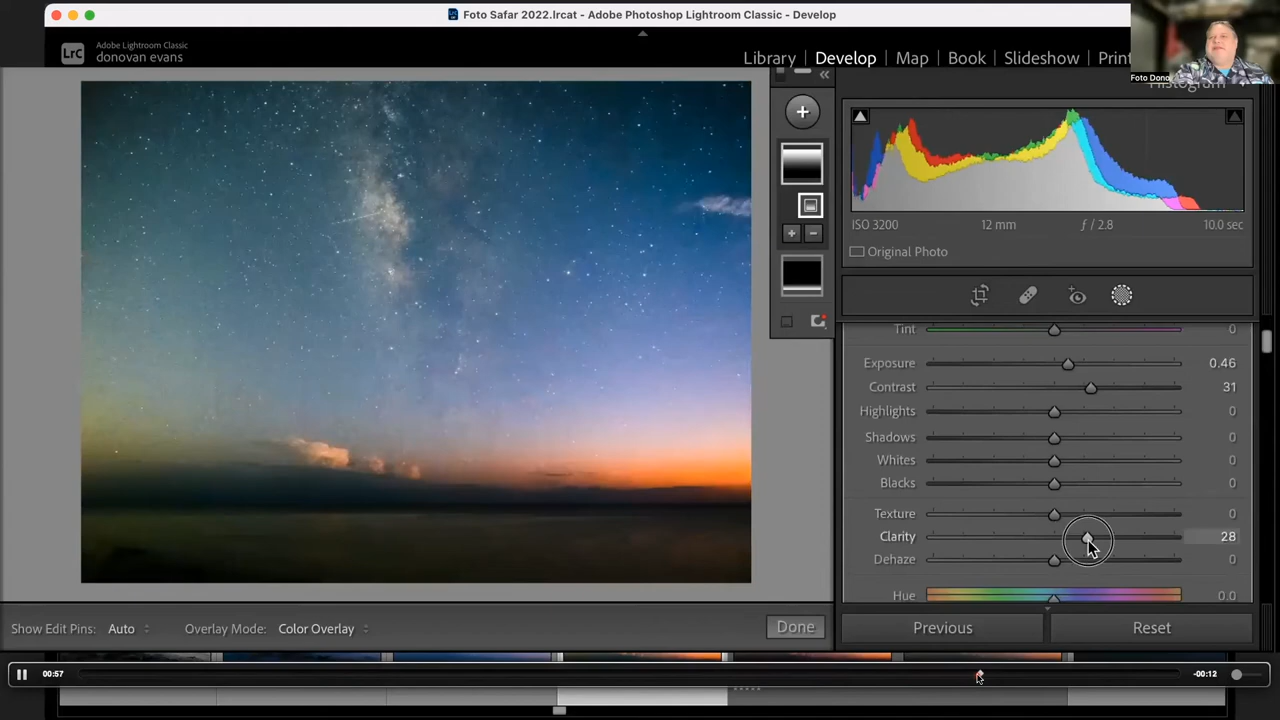 Foto Safar 2022.lrcat - Adobe Photoshop Lightroom Classic - Develop
LrC
Adobe Lightroom Classic
donovan evans
Library
Develop
Map
Book
Slideshow
Print
Foto Dono
Histogram
ISO 3200
12 mm
ƒ / 2.8
10.0 sec
Original Photo
Tint 0
Exposure 0.46
Contrast 31
Highlights 0
Shadows 0
Whites 0
Blacks 0
Texture 0
Clarity 28
Dehaze 0
Hue 0.0
Show Edit Pins: Auto
Overlay Mode: Color Overlay
Done
Previous
Reset
00:57
-00:12